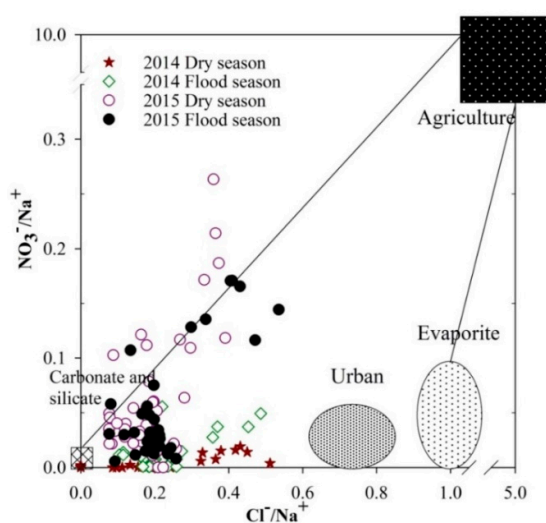 10.0
2014 Dry season
2014 Flood season
2015 Dry season
2015 Flood season
Agriculture
0.3
NO₃⁻/Na⁺
0.2
Evaporite
0.1
Urban
Carbonate and
silicate
0.0
0.0 0.2 0.4 0.6 0.8 1.0 5.0
Cl⁻/Na⁺